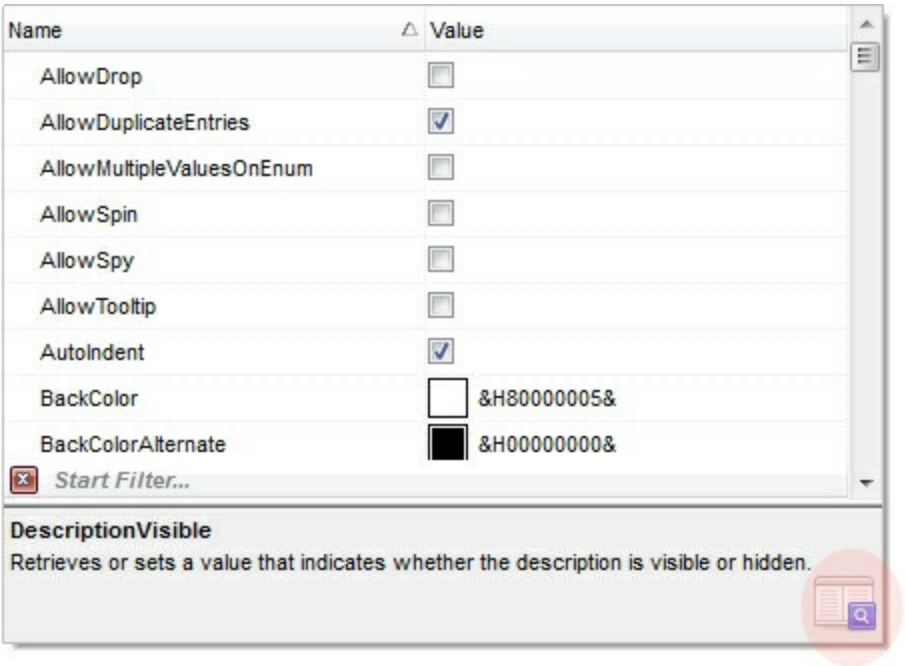 Name Value
AllowDrop
AllowDuplicateEntries
AllowMultipleValuesOnEnum
AllowSpin
AllowSpy
AllowTooltip
AutoIndent
BackColor &H80000005&
BackColorAlternate &H00000000&
Start Filter...
DescriptionVisible
Retrieves or sets a value that indicates whether the description is visible or hidden.